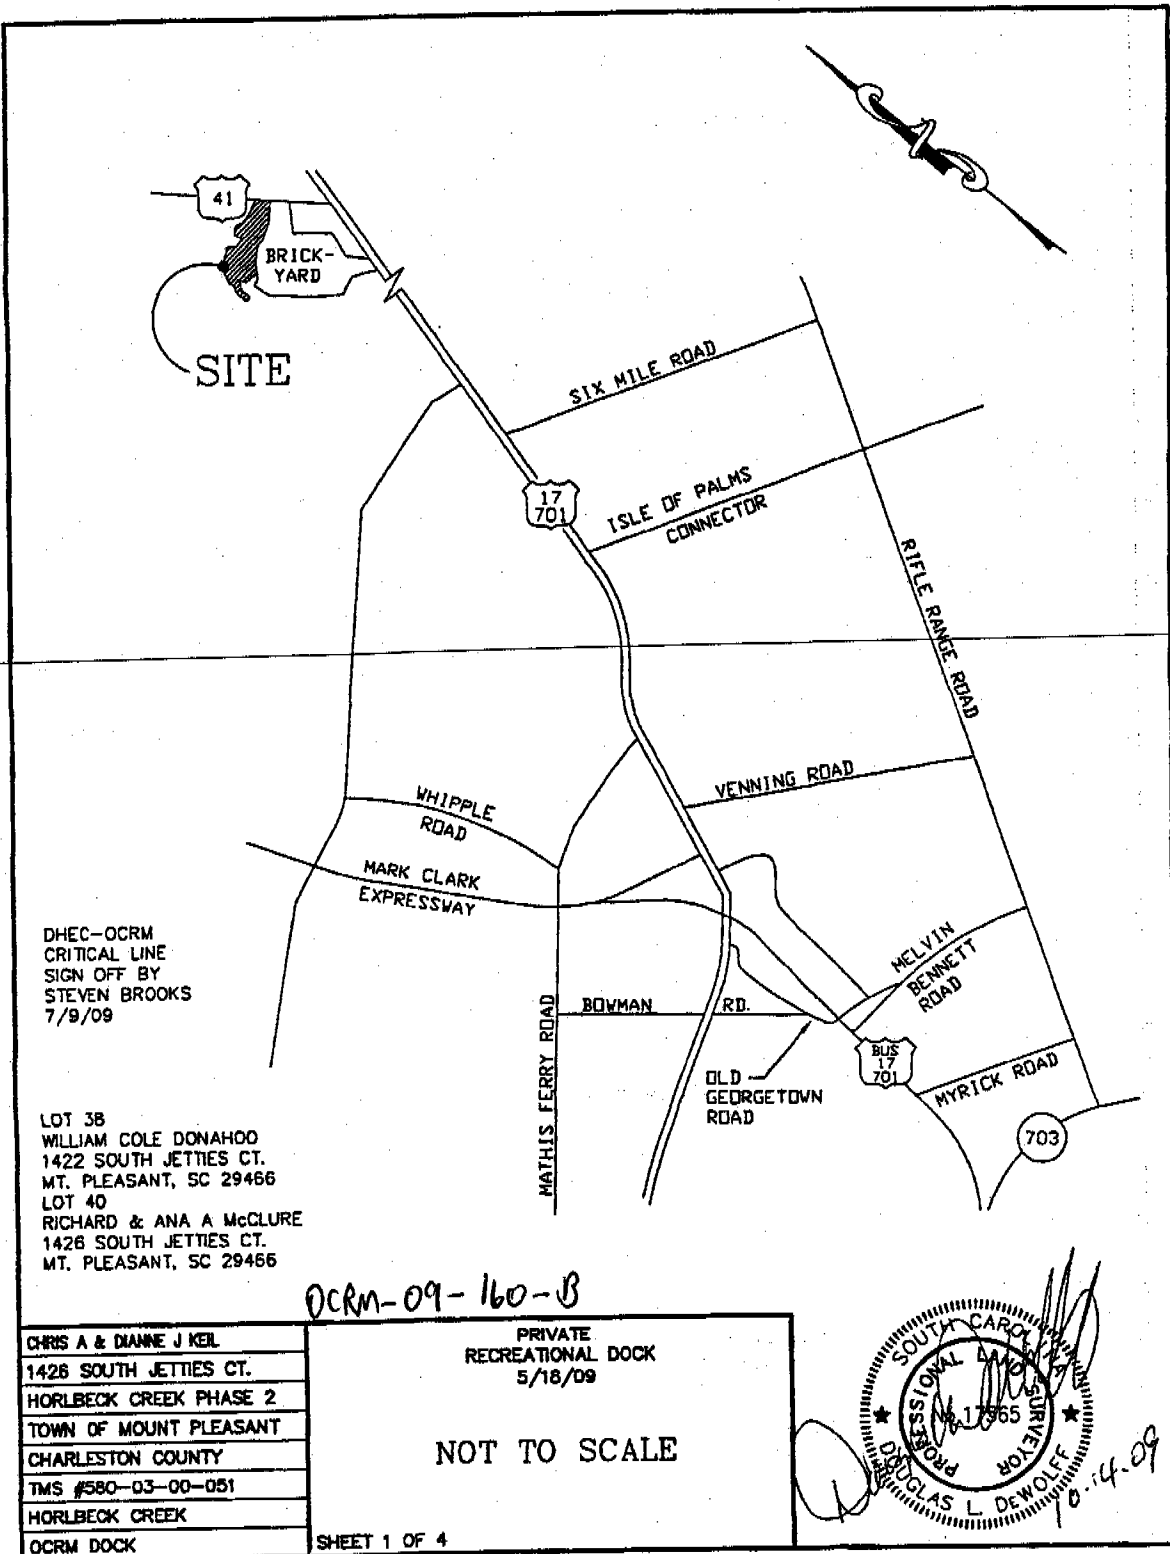 41
BRICK-
YARD
SITE
SIX MILE ROAD
17
701
ISLE OF PALMS
CONNECTOR
RIFLE RANGE ROAD
VENNING ROAD
WHIPPLE
ROAD
MARK CLARK
EXPRESSWAY
DHEC-OCRM
CRITICAL LINE
SIGN OFF BY
STEVEN BROOKS
7/9/09
MELVIN
BENNETT
ROAD
BOWMAN RD.
MATHIS FERRY ROAD
BUS
17
701
OLD
GEORGETOWN
ROAD
MYRICK ROAD
703
LOT 38
WILLIAM COLE DONAHOO
1422 SOUTH JETTIES CT.
MT. PLEASANT, SC 29466
LOT 40
RICHARD & ANA A McCLURE
1426 SOUTH JETTIES CT.
MT. PLEASANT, SC 29466
OCRM-09-160-B
CHRIS A & DIANNE J KEIL
1426 SOUTH JETTIES CT.
HORLBECK CREEK PHASE 2
TOWN OF MOUNT PLEASANT
CHARLESTON COUNTY
TMS #580-03-00-051
HORLBECK CREEK
OCRM DOCK
PRIVATE
RECREATIONAL DOCK
5/18/09
NOT TO SCALE
SHEET 1 OF 4
SOUTH CAROLINA
PROFESSIONAL LAND SURVEYOR
DOUGLAS L. DeWOLFF
10.14.09